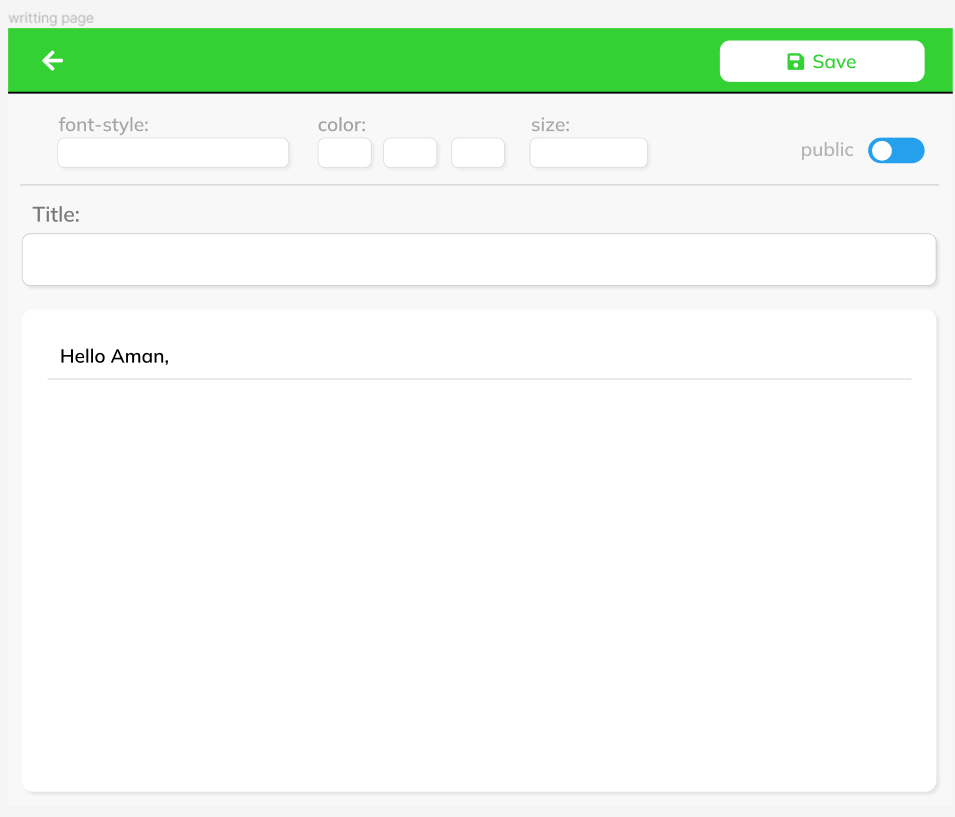 writting page
Save
font-style:
color:
size:
public
Title:
Hello Aman,